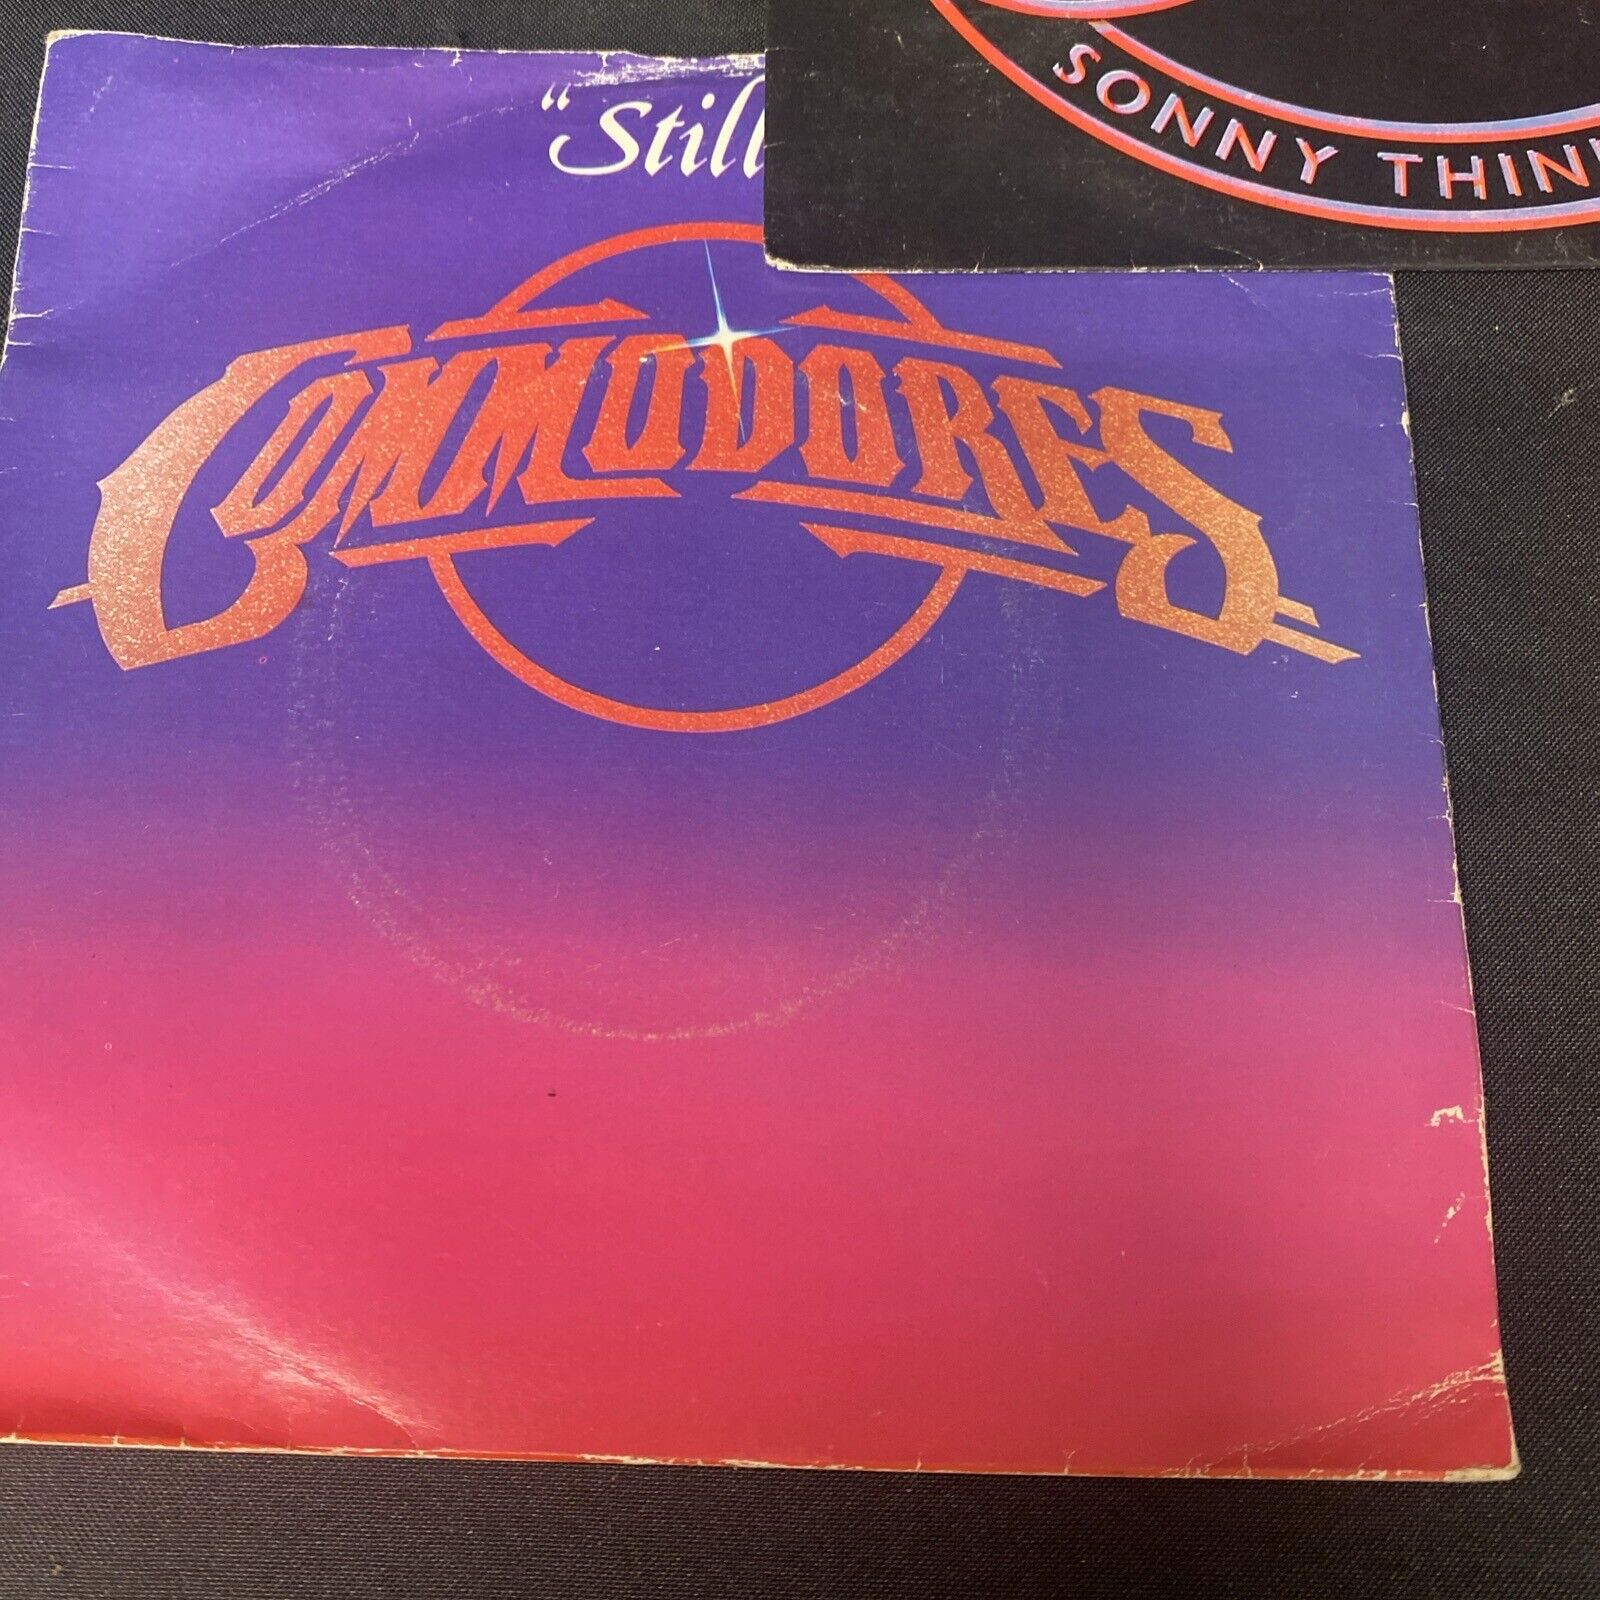 “Still
SONNY THIN
COMMODORES